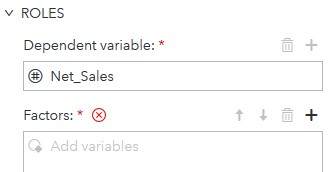 ROLES
Dependent variable: *
Net_Sales
Factors: *
Add variables